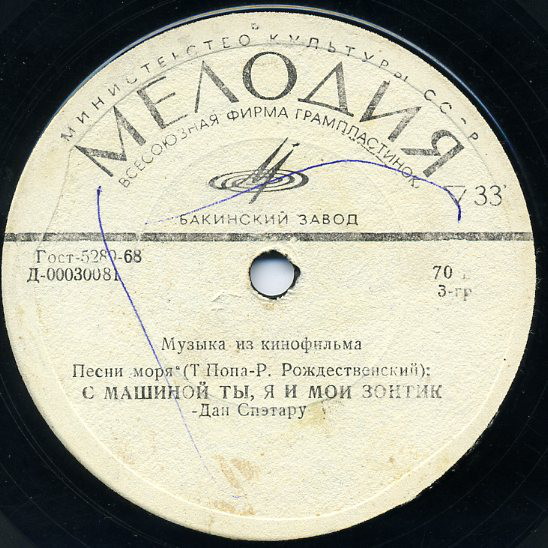 МИНИСТЕРСТВО КУЛЬТУРЫ СССР
МЕЛОДИЯ
ВСЕСОЮЗНАЯ ФИРМА ГРАМПЛАСТИНОК
БАКИНСКИЙ ЗАВОД
33
Гост-5289-68
Д-00030081
70
3-гр
Музыка из кинофильма
Песни моря (Т Попа-Р. Рождественский):
С МАШИНОЙ ТЫ, Я И МОИ ЗОНТИК
-Дан Спэтару